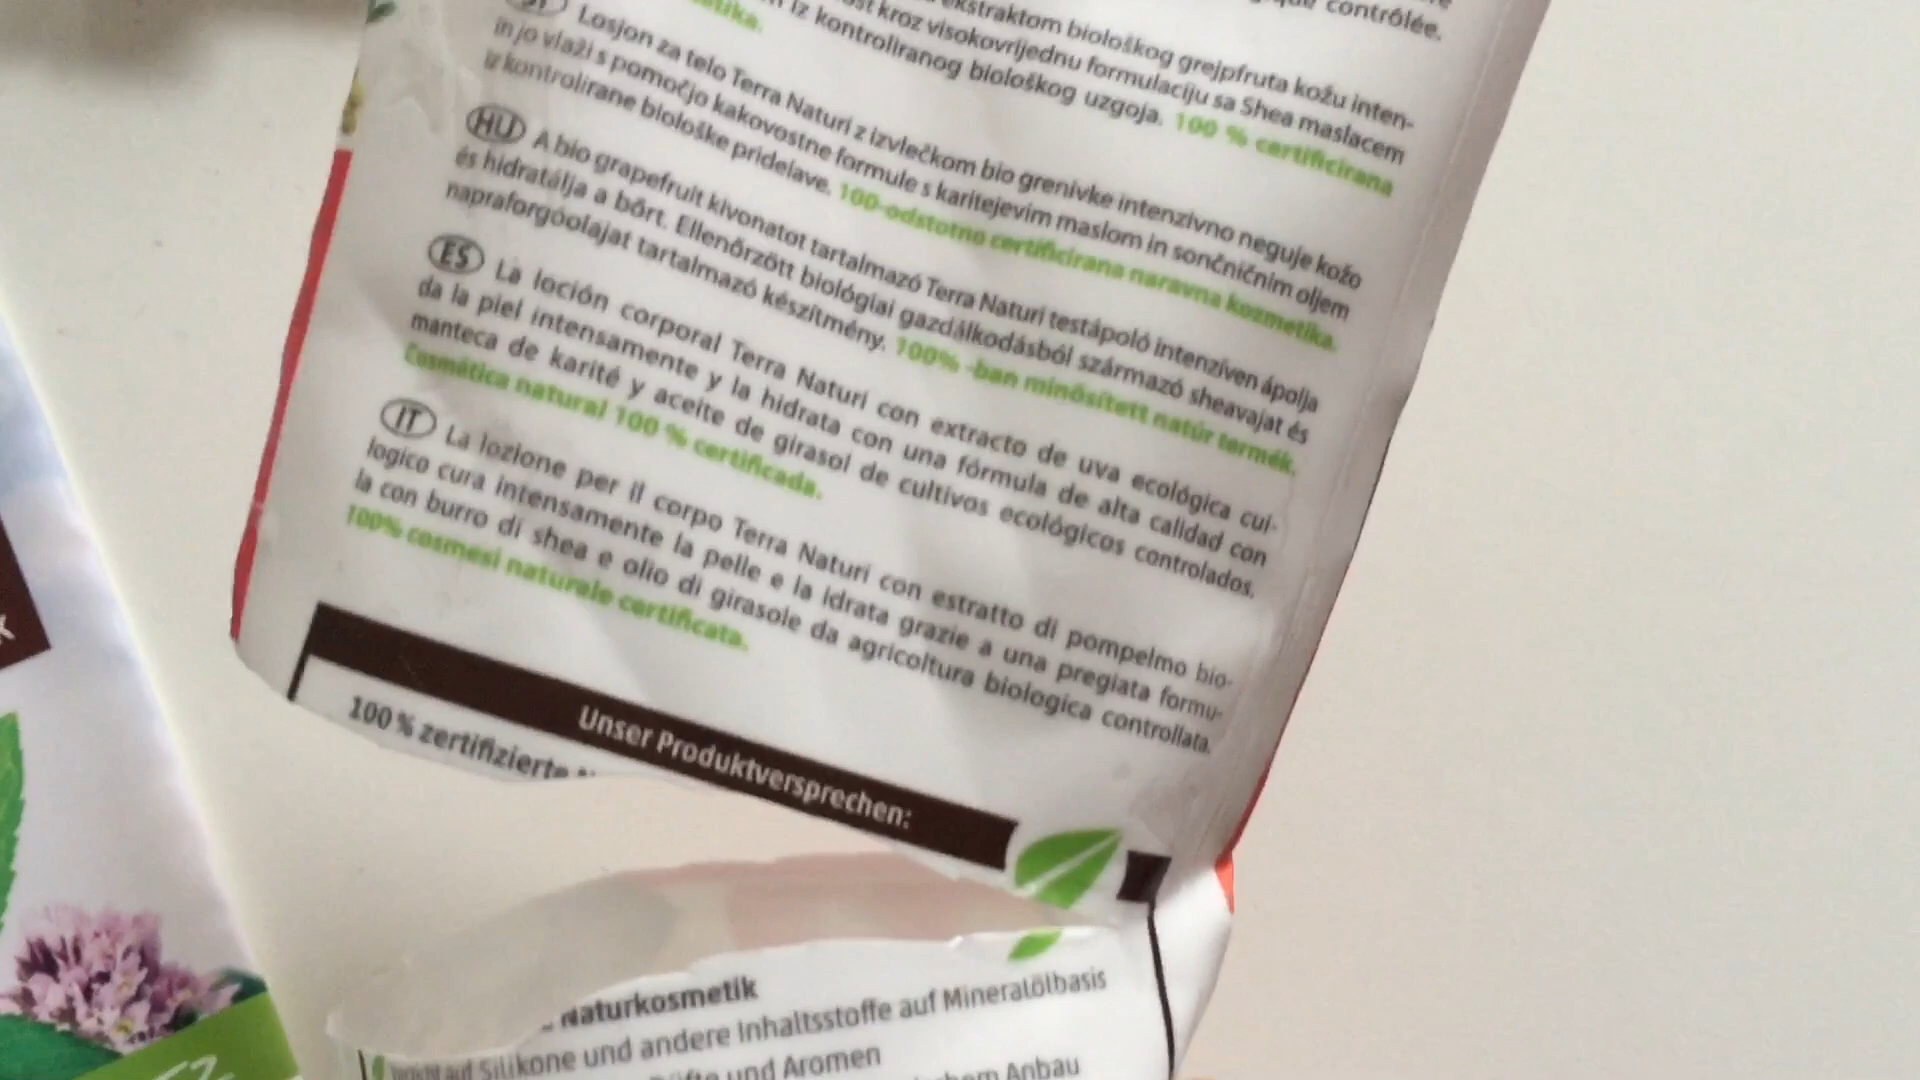 contrôlée.
ekstraktom biološkog grejpfruta kožu inten-
kroz visokovrijednu formulaciju sa Shea maslacem
iz kontroliranog biološkog uzgoja. 100 % certificirana
Losjon za telo Terra Naturi z izvlečkom bio grenivke intenzivno neguje kožo
in jo vlaži s pomočjo kakovostne formule s karitejevim maslom in sončničnim oljem
iz kontrolirane biološke pridelave. 100-odstotno certificirana naravna kozmetika.
HU A bio grapefruit kivonatot tartalmazó Terra Naturi testápoló intenzíven ápolja
és hidratálja a bőrt. Ellenőrzött biológiai gazdálkodásból származó sheavajat és
napraforgóolajat tartalmazó készítmény. 100% -ban minősített natúr termék.
ES La loción corporal Terra Naturi con extracto de uva ecológica cui-
da la piel intensamente y la hidrata con una fórmula de alta calidad con
manteca de karité y aceite de girasol de cultivos ecológicos controlados.
Cosmética natural 100 % certificada.
IT La lozione per il corpo Terra Naturi con estratto di pompelmo bio-
logico cura intensamente la pelle e la idrata grazie a una pregiata formu-
la con burro di shea e olio di girasole da agricoltura biologica controllata.
100% cosmesi naturale certificata.
Unser Produktversprechen:
100 % zertifizierte
Naturkosmetik
auf Silikone und andere Inhaltsstoffe auf Mineralölbasis
und Aromen
Anbau